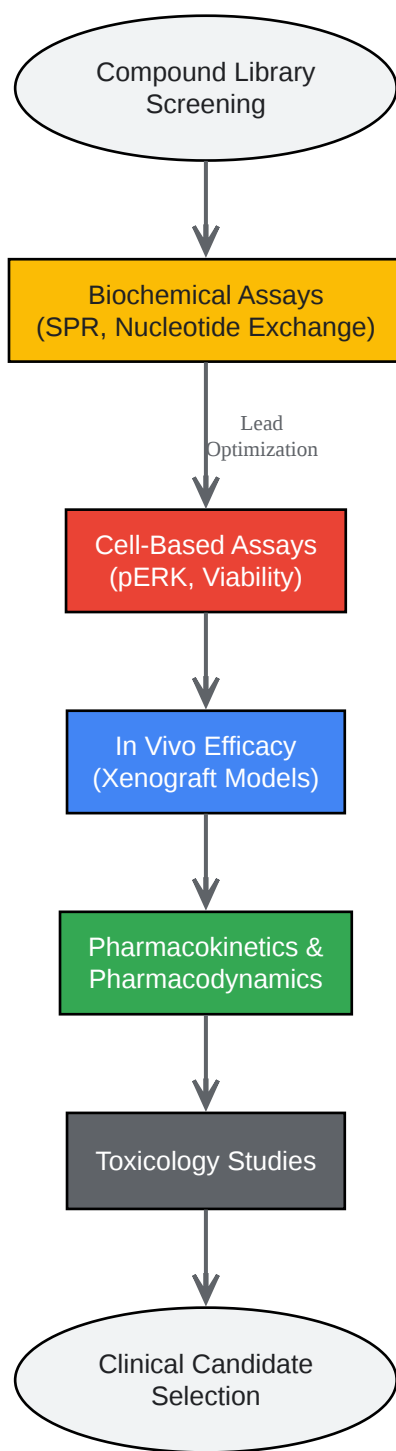 Compound Library
Screening
Biochemical Assays
(SPR, Nucleotide Exchange)
Lead
Optimization
Cell-Based Assays
(pERK, Viability)
In Vivo Efficacy
(Xenograft Models)
Pharmacokinetics &
Pharmacodynamics
Toxicology Studies
Clinical Candidate
Selection